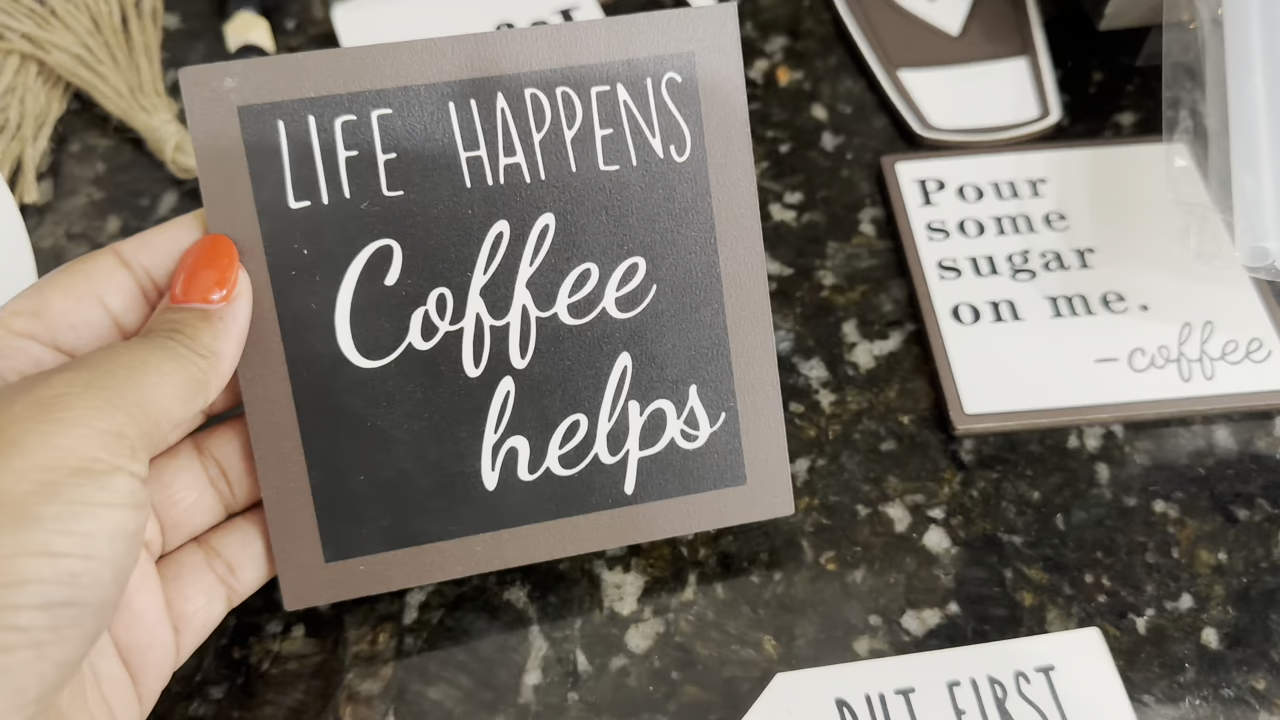 LIFE HAPPENS
Coffee
helps
Pour
some
sugar
on me.
-coffee
BUT FIRST